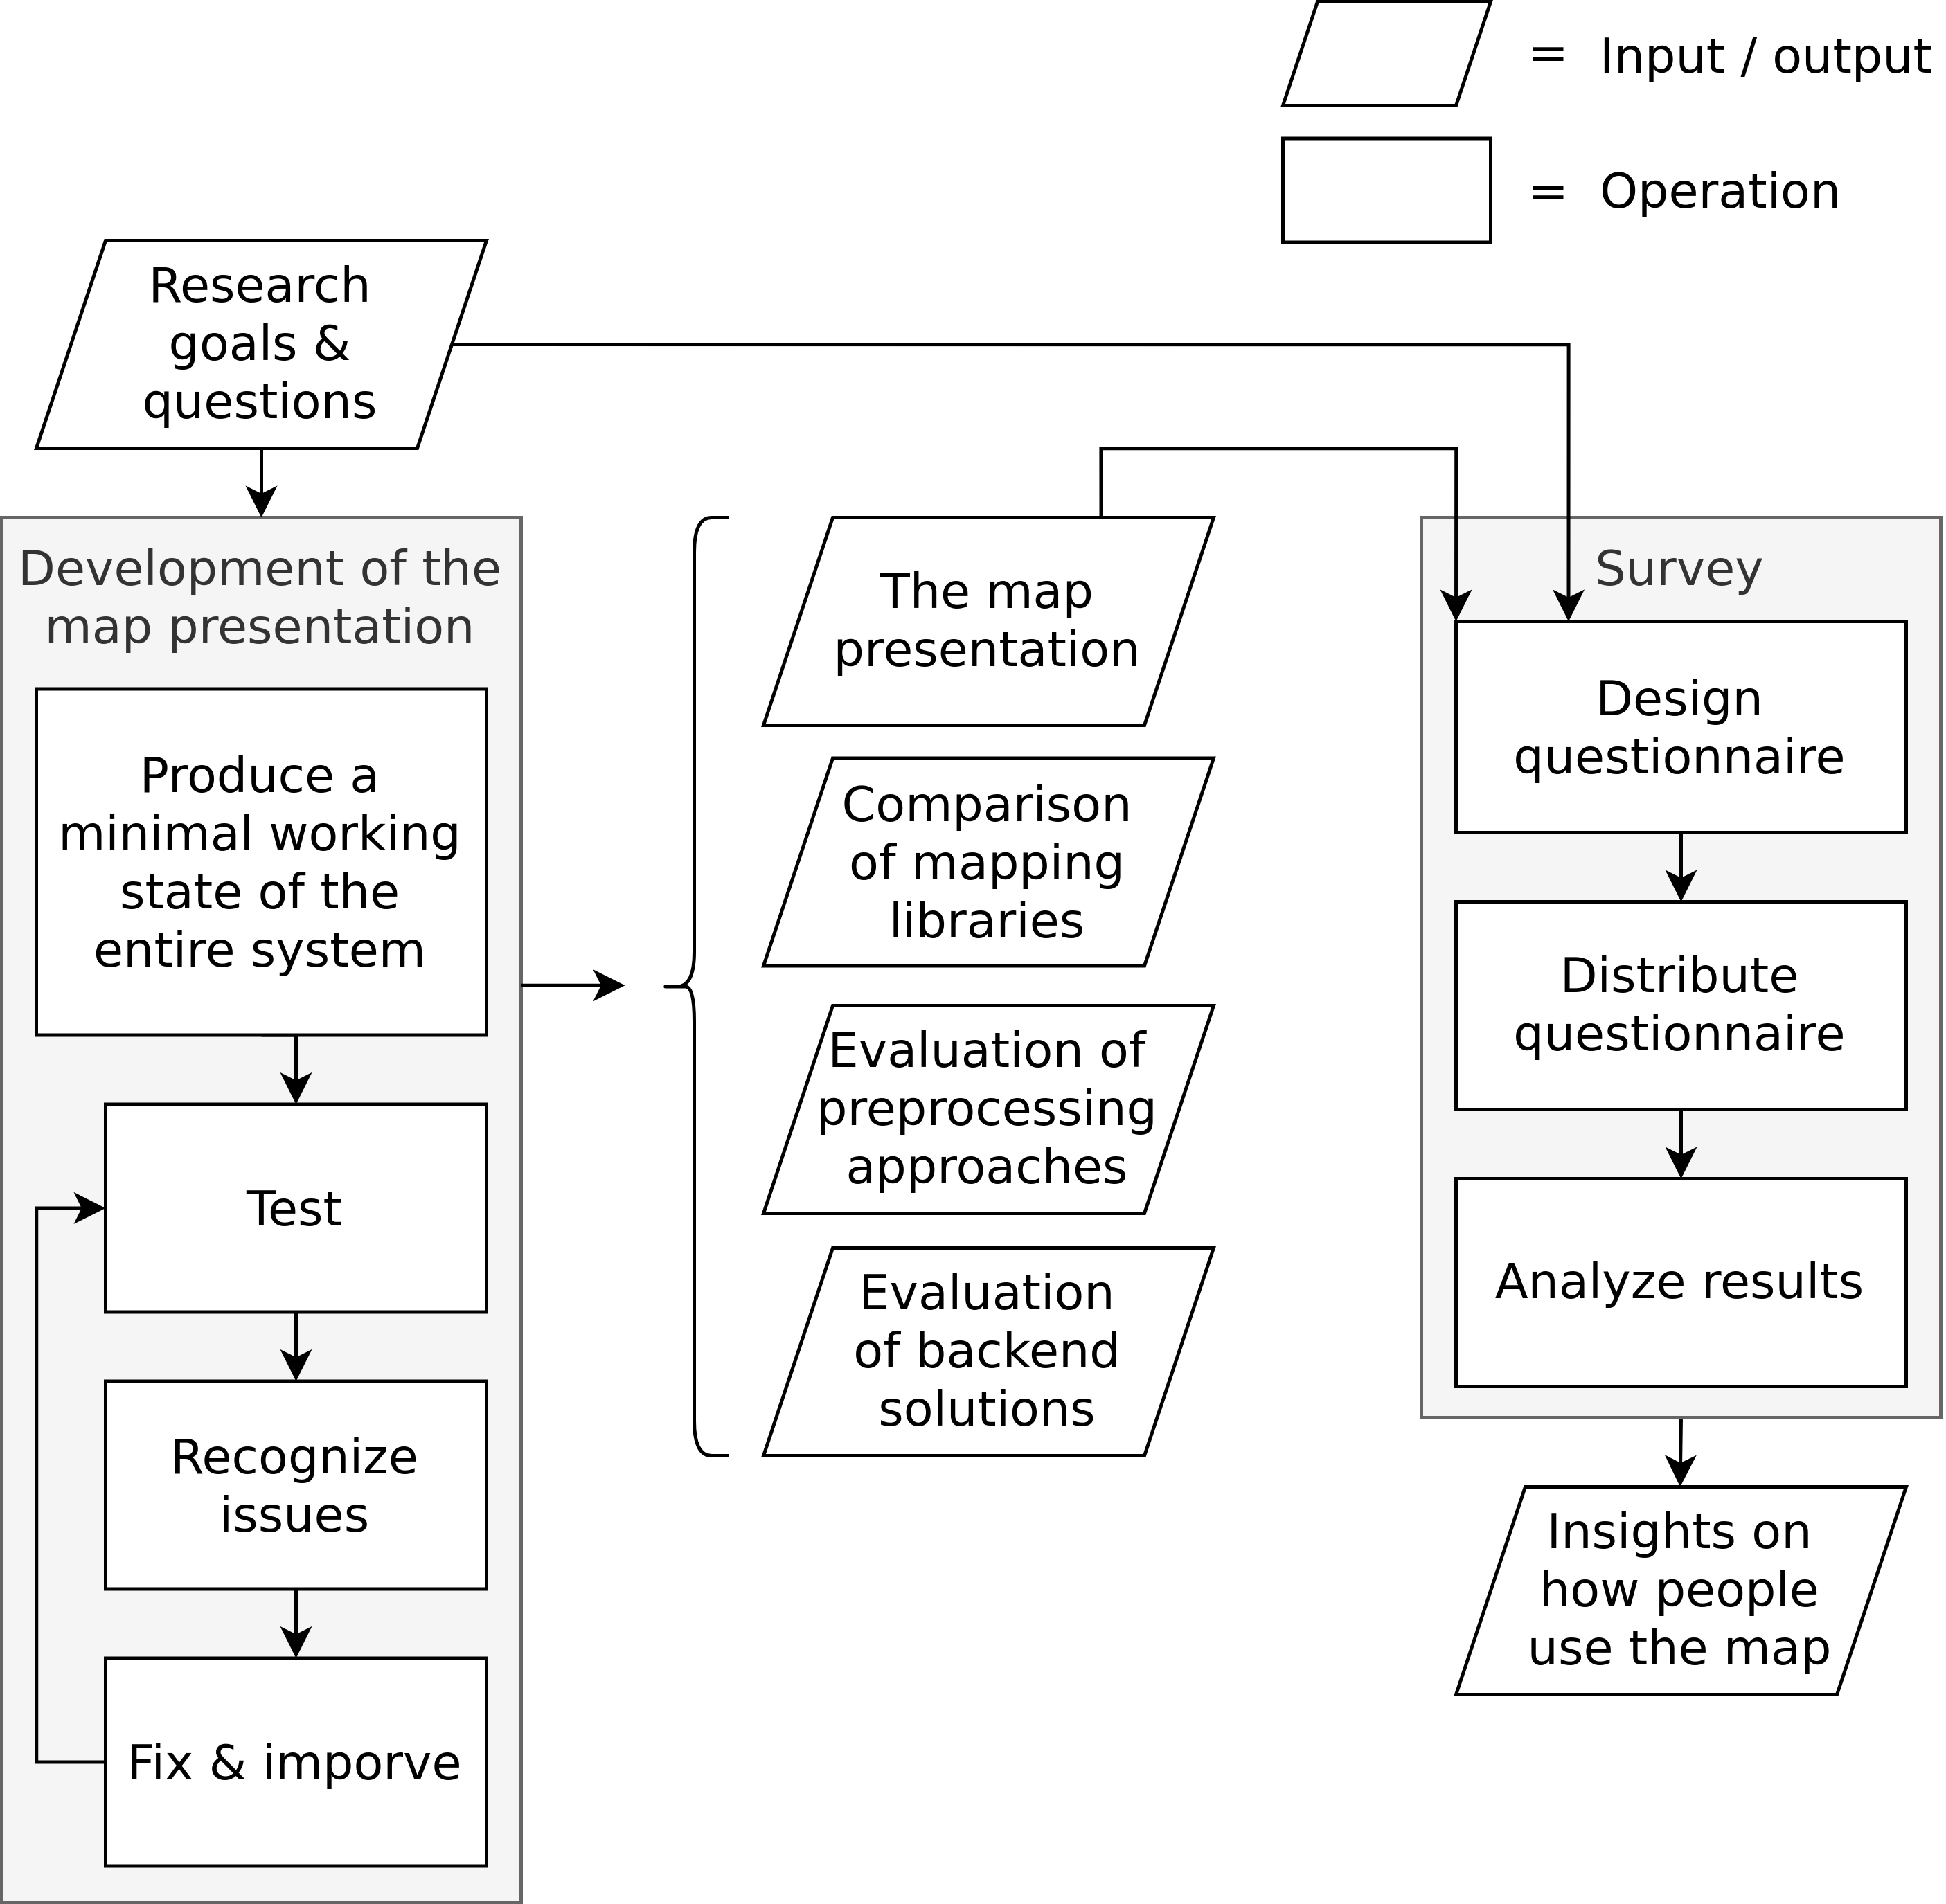 = Input / output
= Operation
Research
goals &
questions
Development of the
map presentation
Produce a
minimal working
state of the
entire system
Test
Recognize
issues
Fix & imporve
The map
presentation
Comparison
of mapping
libraries
Evaluation of
preprocessing
approaches
Evaluation
of backend
solutions
Survey
Design
questionnaire
Distribute
questionnaire
Analyze results
Insights on
how people
use the map